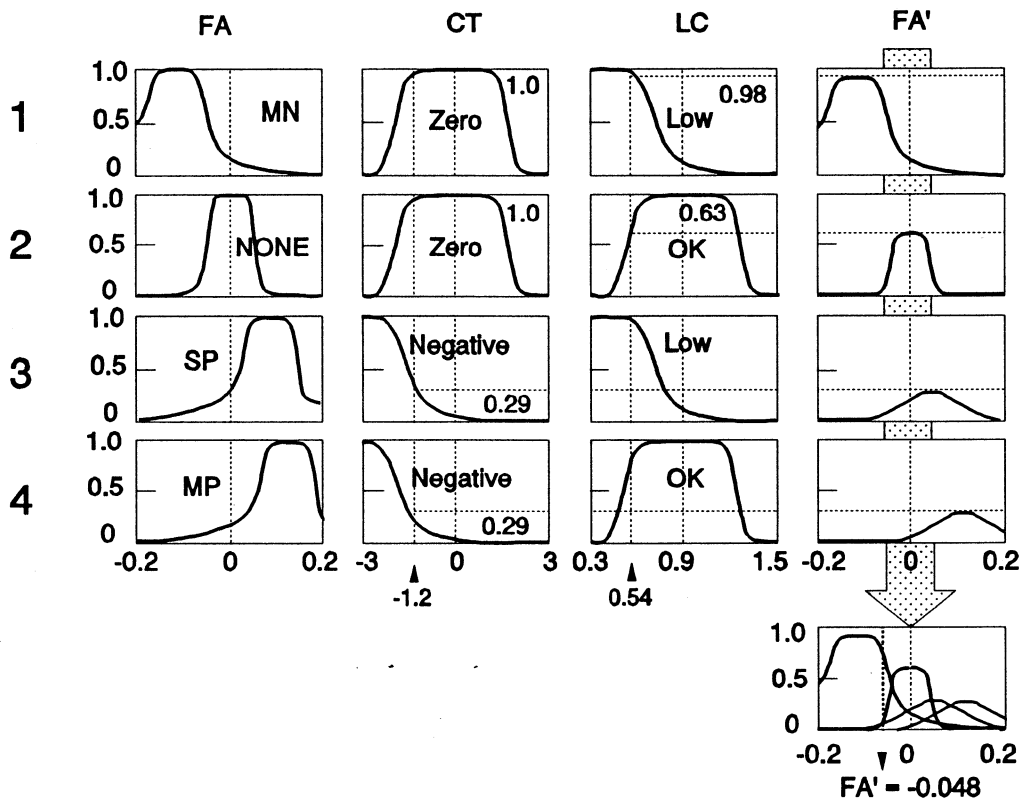 FA CT LC FA'
1 1.0 0.5 0 MN Zero 1.0 Low 0.98
2 1.0 0.5 0 NONE Zero 1.0 OK 0.63
3 1.0 0.5 0 SP Negative 0.29 Low
4 1.0 0.5 0 MP Negative 0.29 OK
-0.2 0 0.2 -3 0 3 0.3 0.9 1.5 -0.2 0 0.2
-1.2 0.54
1.0
0.5
0
-0.2 0 0.2
FA' = -0.048